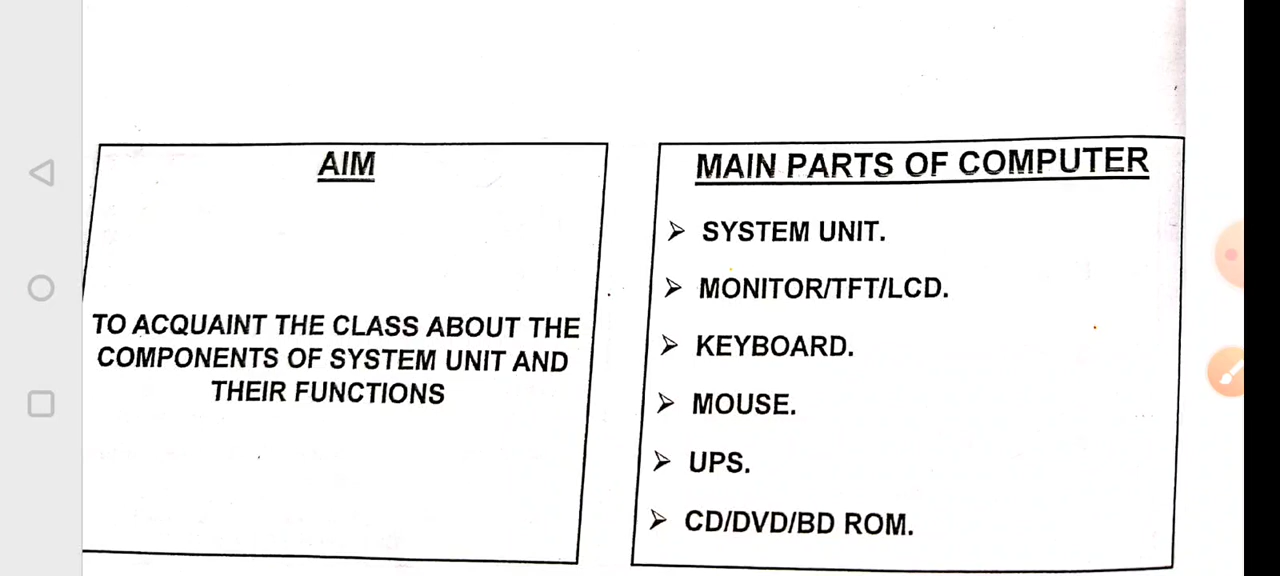 AIM
TO ACQUAINT THE CLASS ABOUT THE
COMPONENTS OF SYSTEM UNIT AND
THEIR FUNCTIONS
MAIN PARTS OF COMPUTER
➢ SYSTEM UNIT.
➢ MONITOR/TFT/LCD.
➢ KEYBOARD.
➢ MOUSE.
➢ UPS.
➢ CD/DVD/BD ROM.